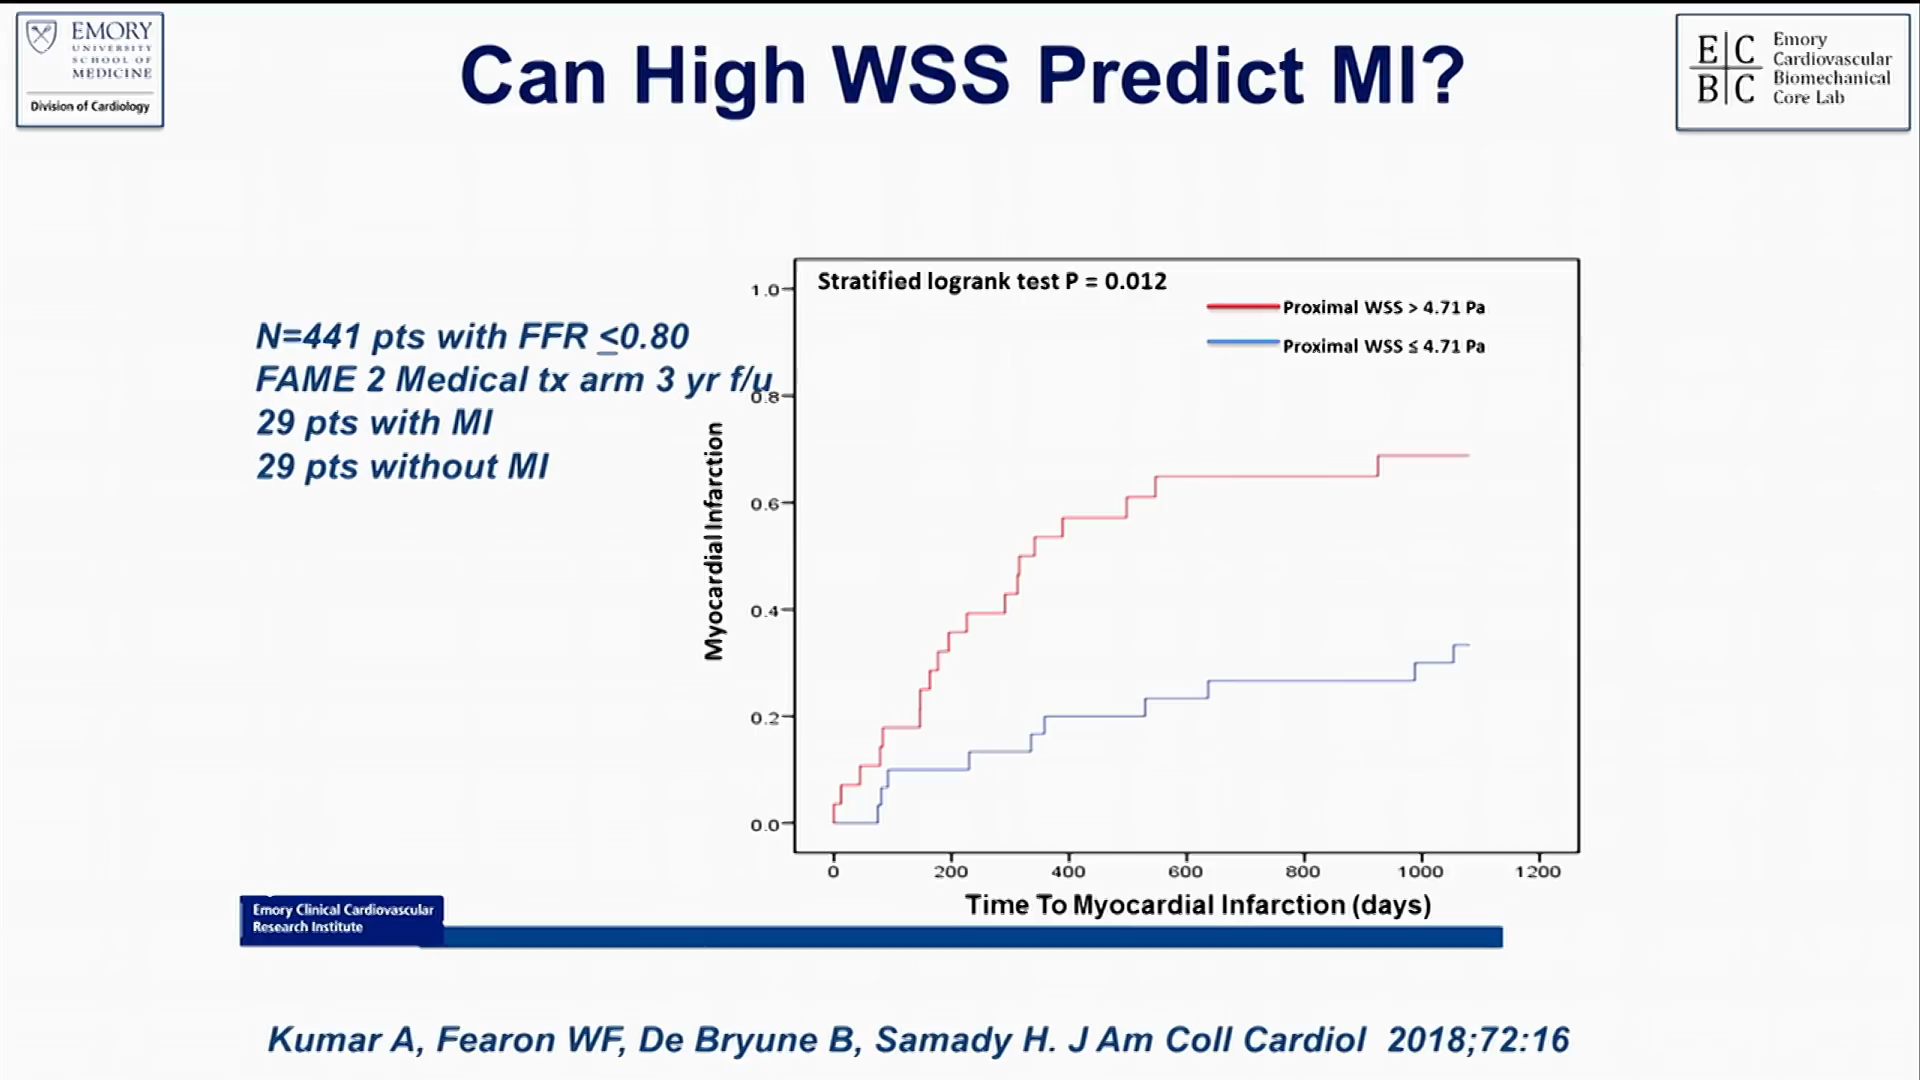 EMORY
UNIVERSITY
SCHOOL OF
MEDICINE
Division of Cardiology
Can High WSS Predict MI?
E C
B C
Emory
Cardiovascular
Biomechanical
Core Lab
N=441 pts with FFR <0.80
FAME 2 Medical tx arm 3 yr f/u
29 pts with MI
29 pts without MI
Stratified logrank test P = 0.012
Proximal WSS > 4.71 Pa
Proximal WSS ≤ 4.71 Pa
Myocardial Infarction
1.0
0.8
0.6
0.4
0.2
0.0
0 200 400 600 800 1000 1200
Time To Myocardial Infarction (days)
Emory Clinical Cardiovascular
Research Institute
Kumar A, Fearon WF, De Bryune B, Samady H. J Am Coll Cardiol 2018;72:16